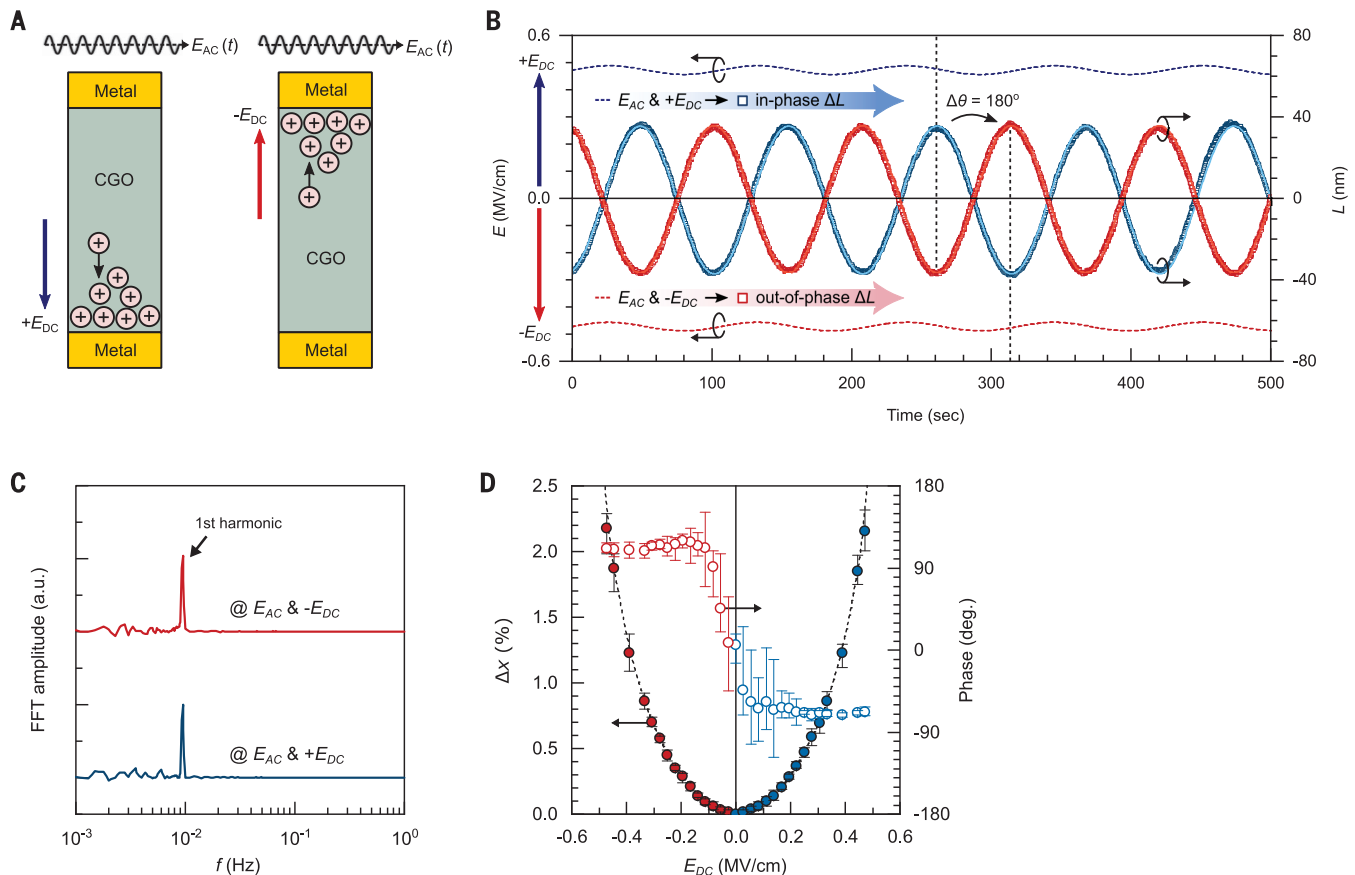 A
E_AC (t)
E_AC (t)
Metal
Metal
-E_DC
CGO
CGO
+E_DC
Metal
Metal
B
0.6
80
+E_DC
E_AC & +E_DC → in-phase ΔL
60
Δθ = 180°
40
20
E (MV/cm)
0.0
0
L (nm)
-20
-40
E_AC & -E_DC → out-of-phase ΔL
-E_DC
-60
-0.6
-80
0
100
200
300
400
500
Time (sec)
C
1st harmonic
FFT amplitude (a.u.)
@ E_AC & -E_DC
@ E_AC & +E_DC
10⁻³
10⁻²
10⁻¹
10⁰
f (Hz)
D
2.5
180
2.0
90
1.5
Δx (%)
0
Phase (deg.)
1.0
-90
0.5
0.0
-180
-0.6
-0.4
-0.2
0.0
0.2
0.4
0.6
E_DC (MV/cm)